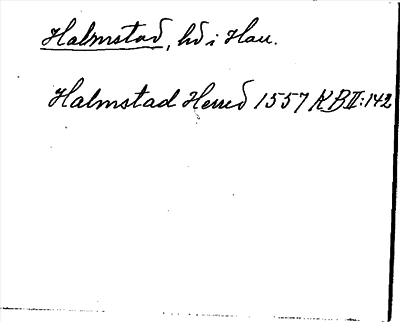 Halmstad, hd i Hall.
Halmstad Herred 1557 KB II:142